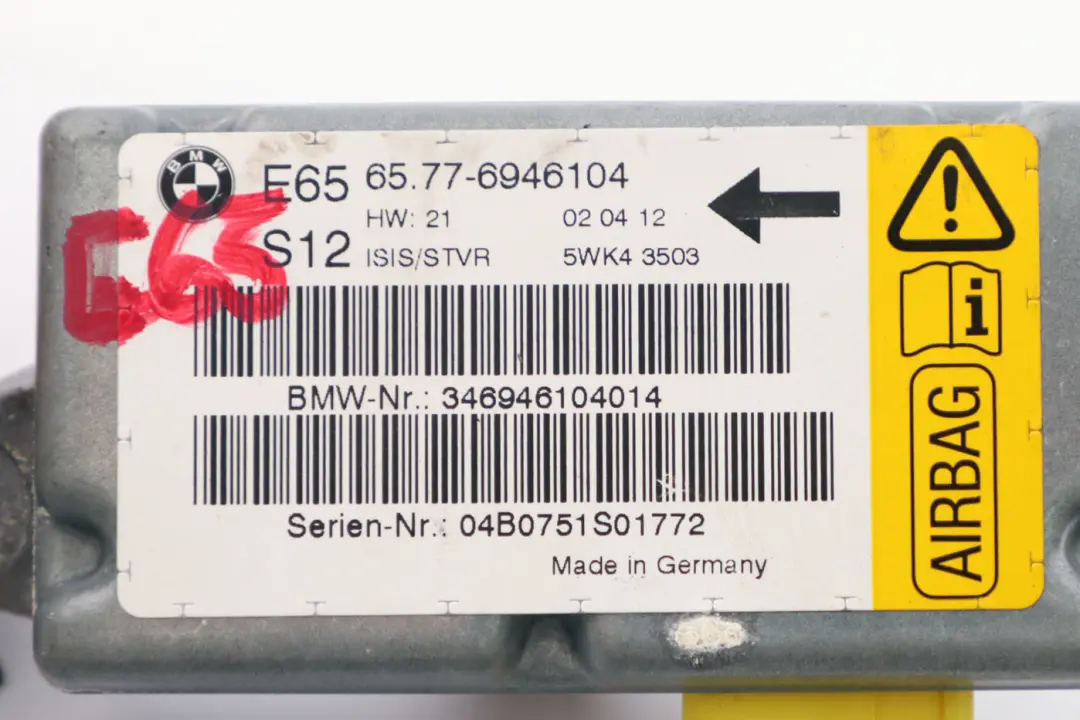 BMW
E65 65.77-6946104
HW: 21 02 04 12
S12 ISIS/STVR 5WK4 3503
E65
BMW-Nr.: 346946104014
Serien-Nr.: 04B0751S01772
Made in Germany
!
i
AIRBAG